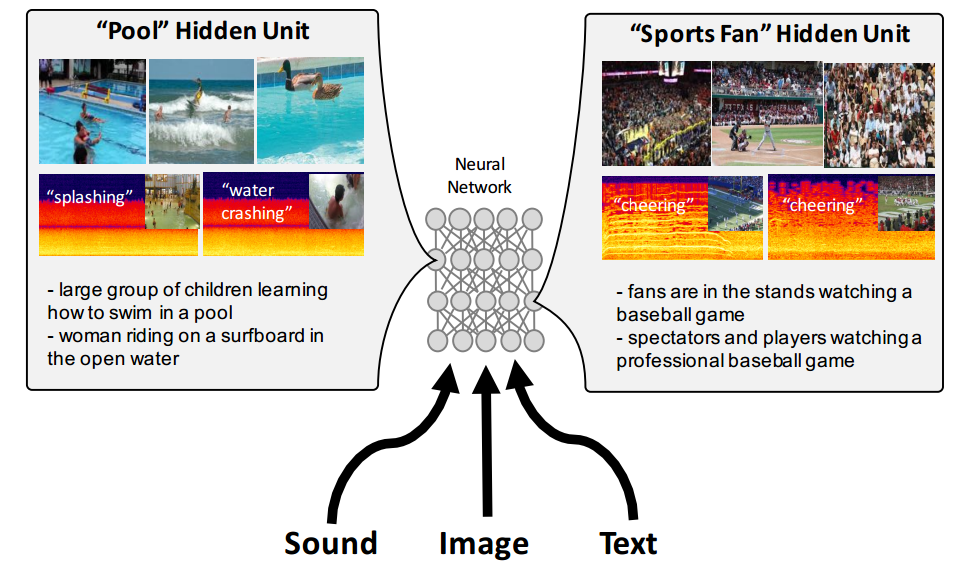 “Pool” Hidden Unit
“splashing”
“water
crashing”
- large group of children learning
how to swim in a pool
- woman riding on a surfboard in
the open water
Neural
Network
“Sports Fan” Hidden Unit
“cheering”
“cheering”
- fans are in the stands watching a
baseball game
- spectators and players watching a
professional baseball game
Sound
Image
Text